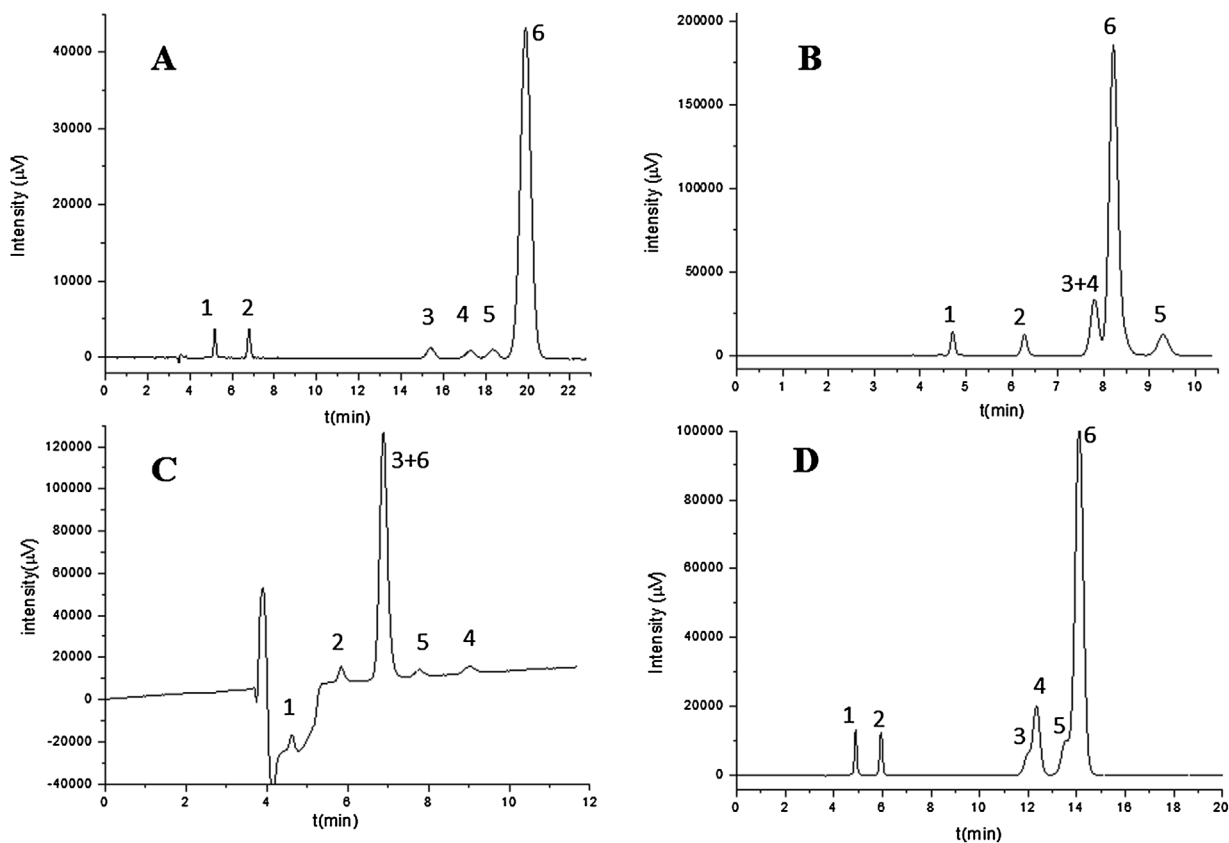 A
Intensity (µV)
40000
30000
20000
10000
0
1
2
3
4
5
6
0 2 4 6 8 10 12 14 16 18 20 22
t(min)
B
intensity (µV)
200000
150000
100000
50000
0
1
2
3+4
6
5
0 1 2 3 4 5 6 7 8 9 10
t(min)
C
intensity(µV)
120000
100000
80000
60000
40000
20000
0
-20000
-40000
1
2
3+6
5
4
0 2 4 6 8 10 12
t(min)
D
Intensity (µV)
100000
80000
60000
40000
20000
0
1
2
3
4
5
6
0 2 4 6 8 10 12 14 16 18 20
t(min)